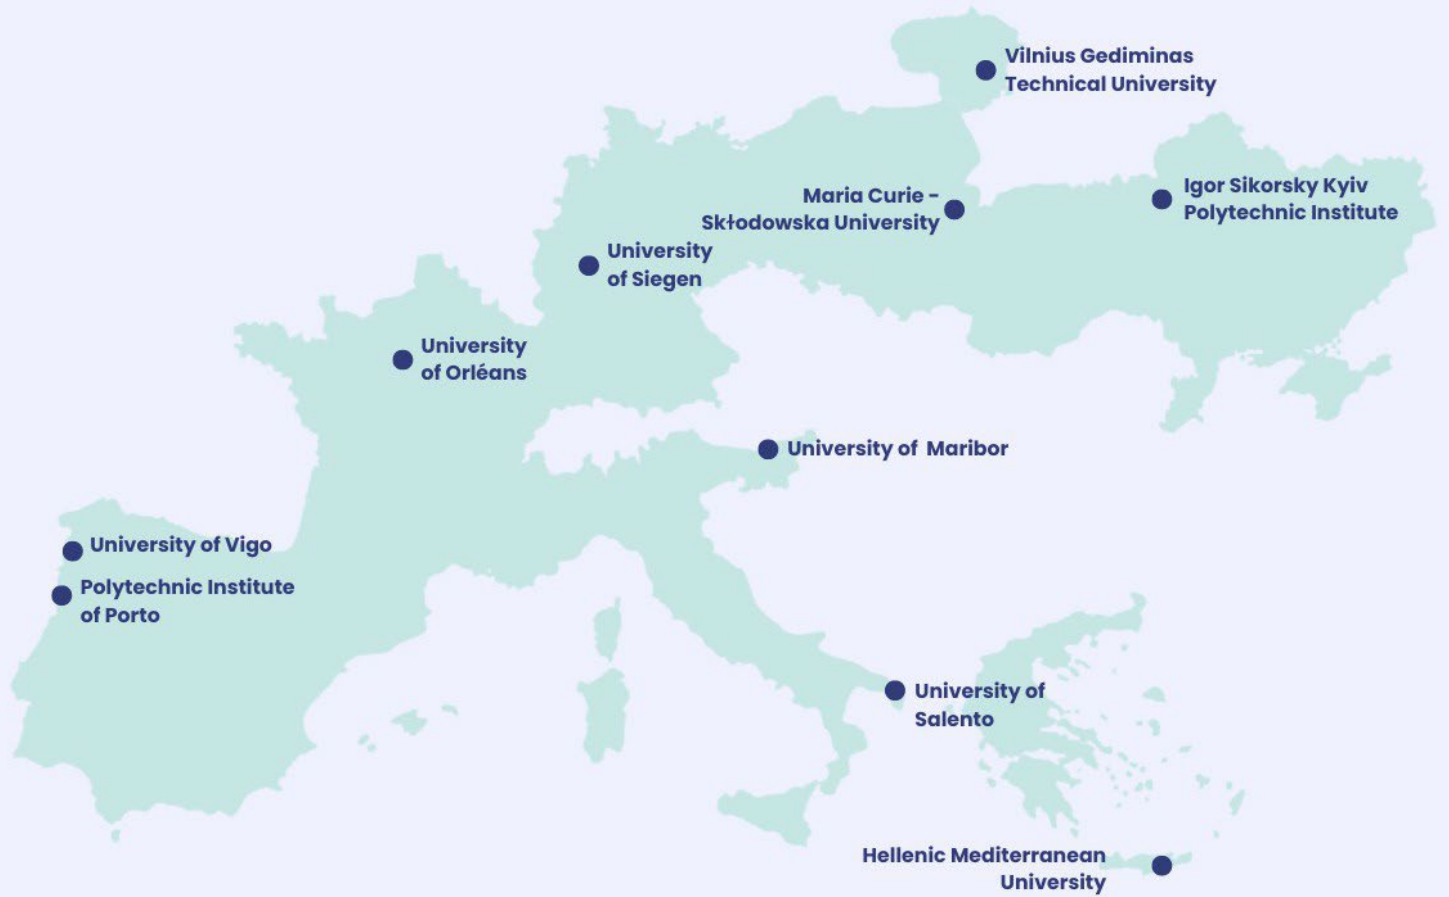 Vilnius Gediminas
Technical University
Igor Sikorsky Kyiv
Polytechnic Institute
Maria Curie -
Skłodowska University
University
of Siegen
University
of Orléans
University of Maribor
University of Vigo
Polytechnic Institute
of Porto
University of
Salento
Hellenic Mediterranean
University